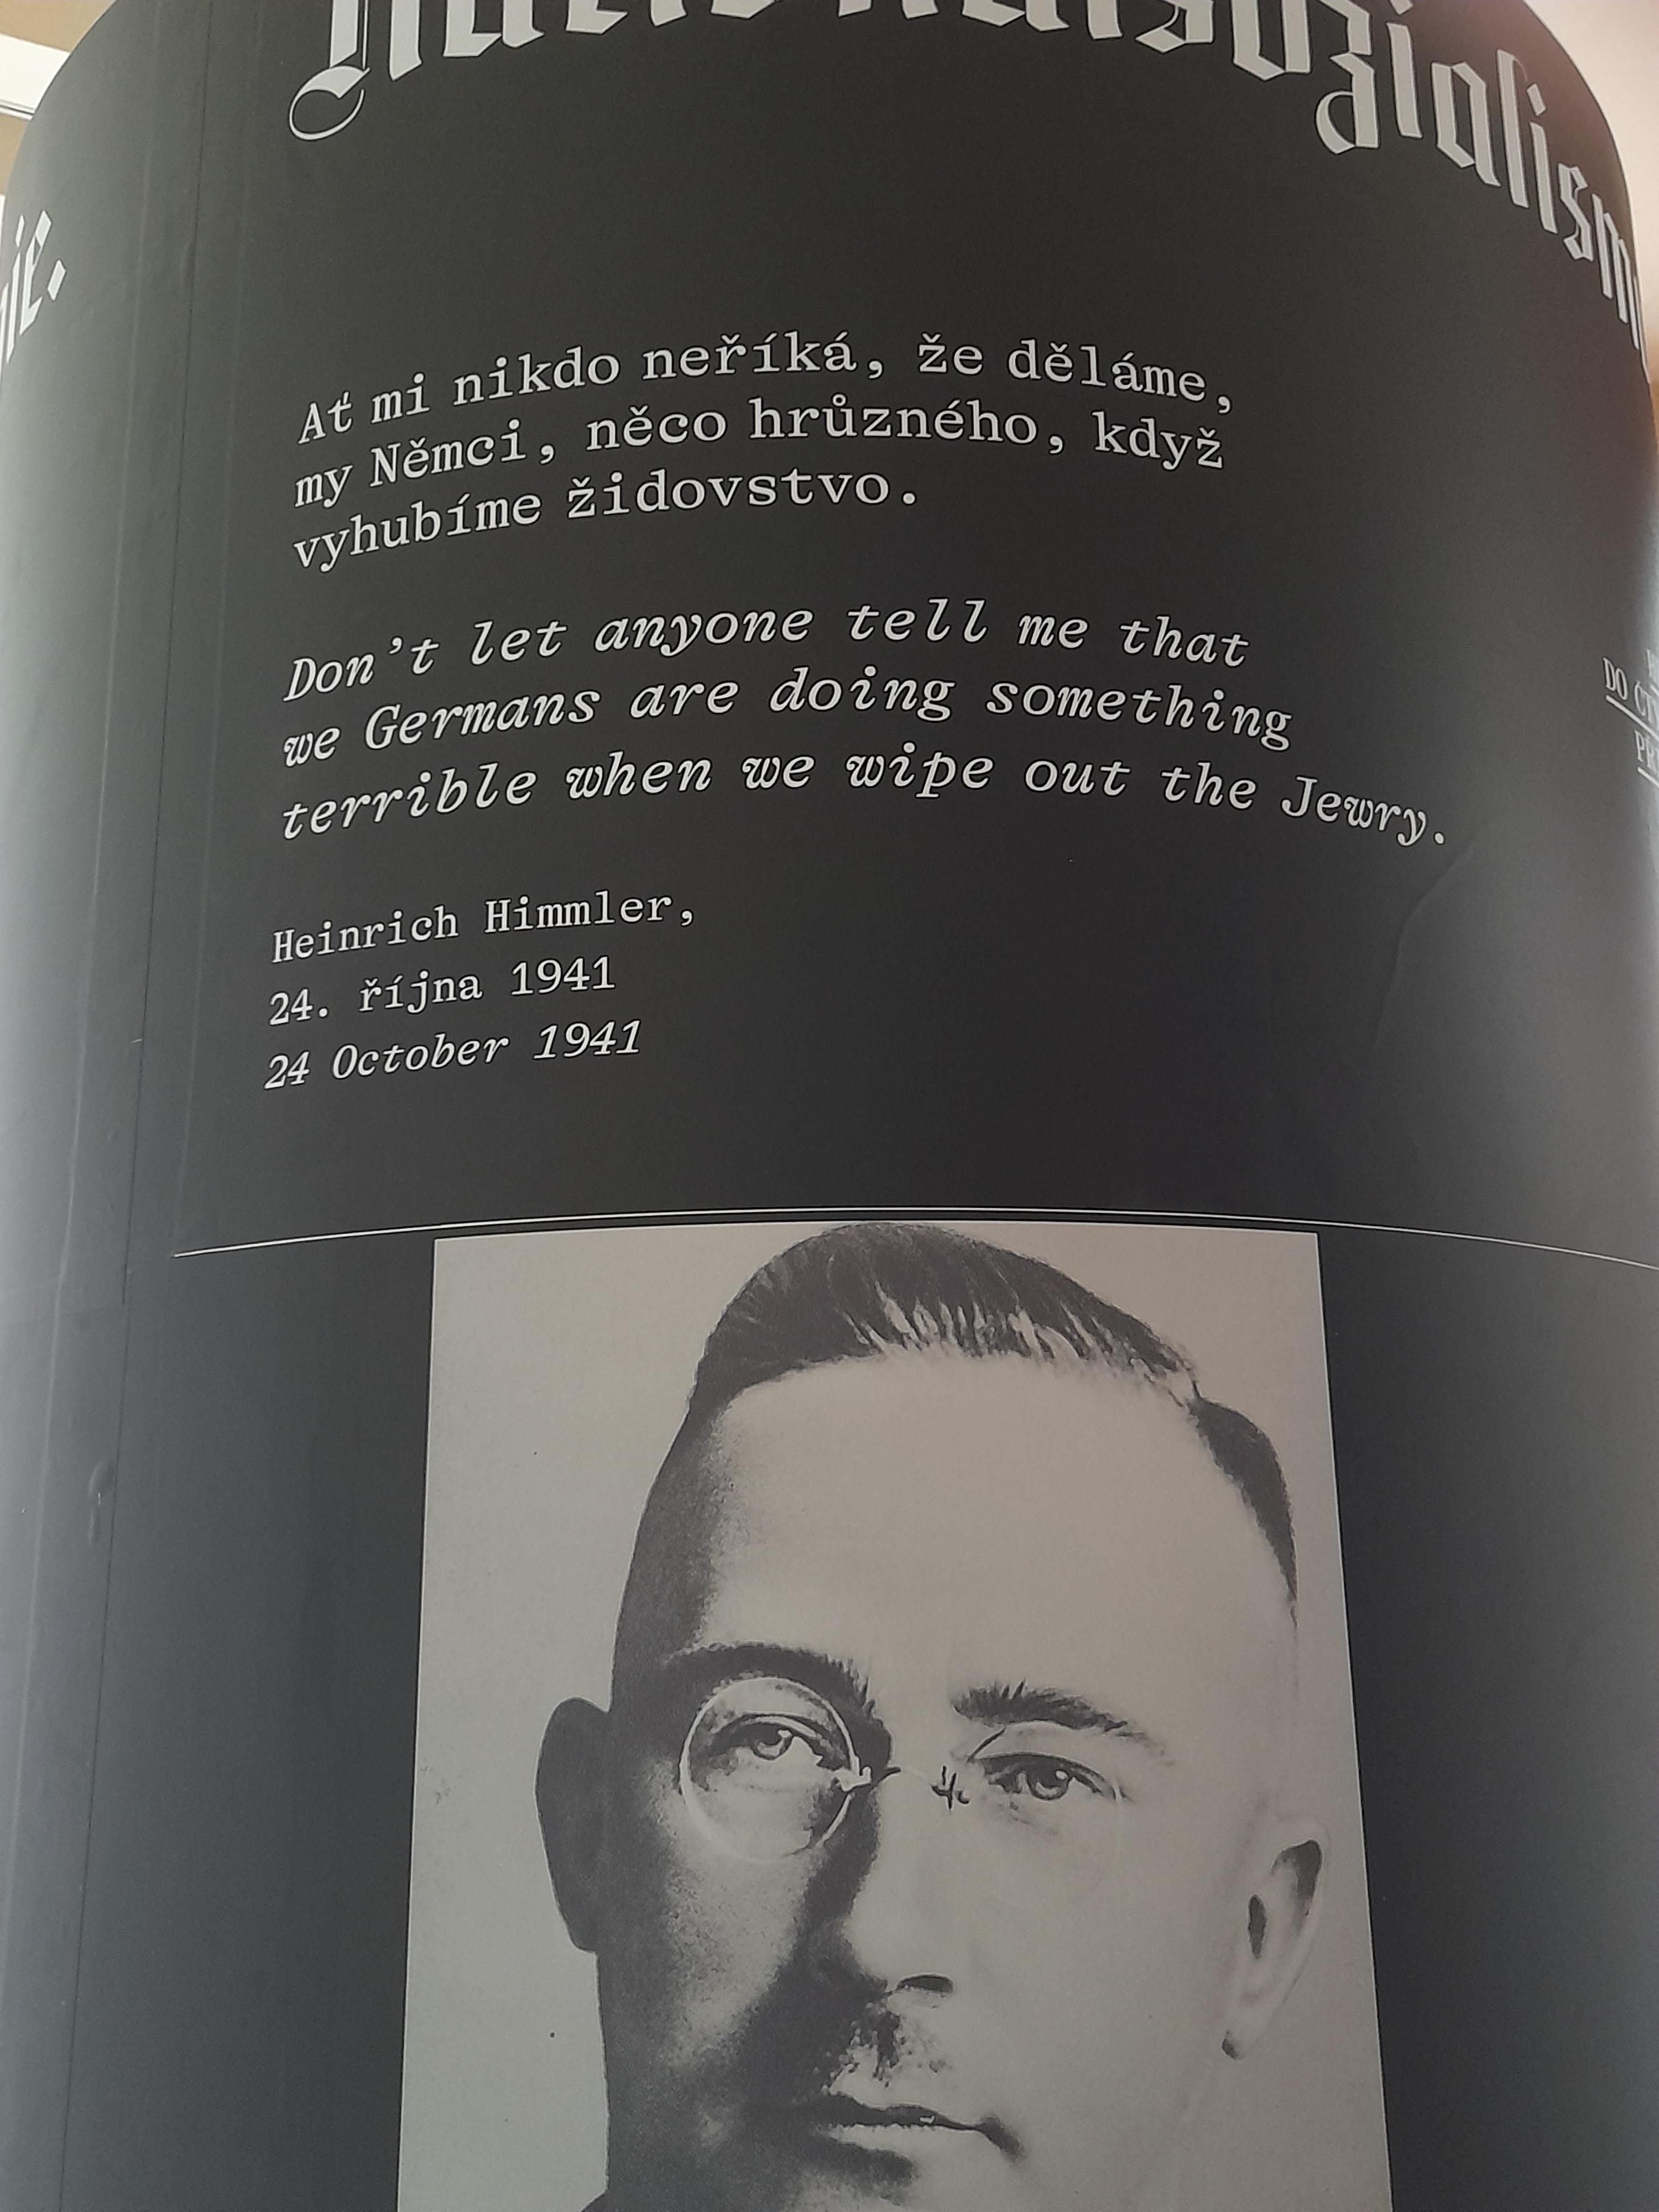 Ať mi nikdo neříká, že děláme,
my Němci, něco hrůzného, když
vyhubíme židovstvo.
Don't let anyone tell me that
we Germans are doing something
terrible when we wipe out the Jewry.
Heinrich Himmler,
24. října 1941
24 October 1941
DO